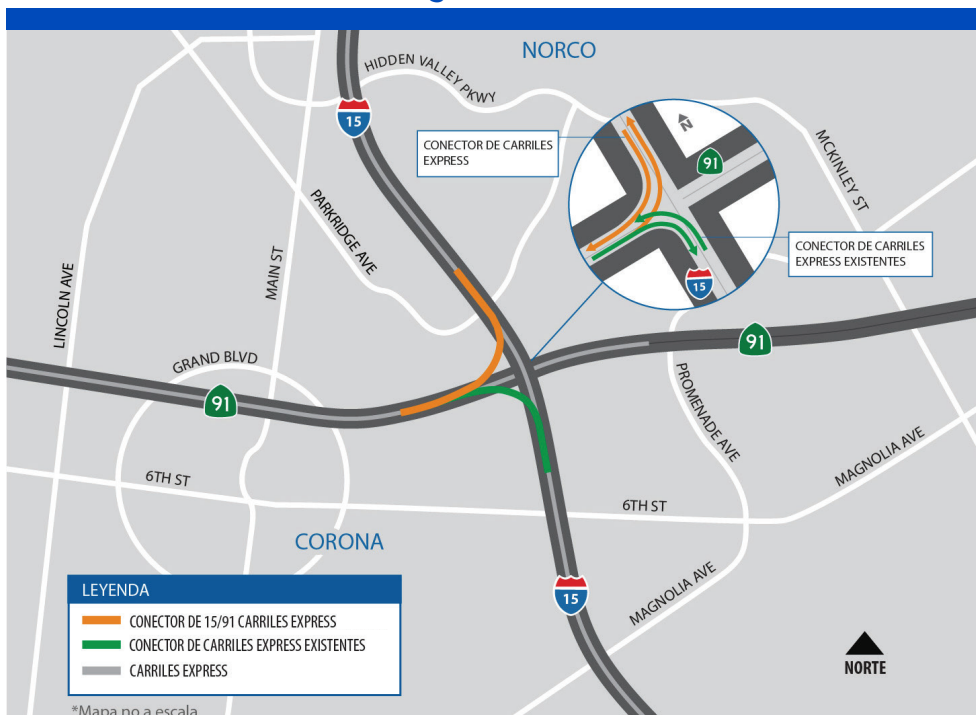 g
NORCO
HIDDEN VALLEY PKWY
15
CONECTOR DE CARRILES
EXPRESS
N
91
MCKINLEY ST
PARKRIDGE AVE
MAIN ST
LINCOLN AVE
CONECTOR DE CARRILES
EXPRESS EXISTENTES
15
91
GRAND BLVD
91
PROMENADE AVE
MAGNOLIA AVE
6TH ST
6TH ST
CORONA
MAGNOLIA AVE
15
LEYENDA
CONECTOR DE 15/91 CARRILES EXPRESS
CONECTOR DE CARRILES EXPRESS EXISTENTES
CARRILES EXPRESS
NORTE
*Mapa no a escala